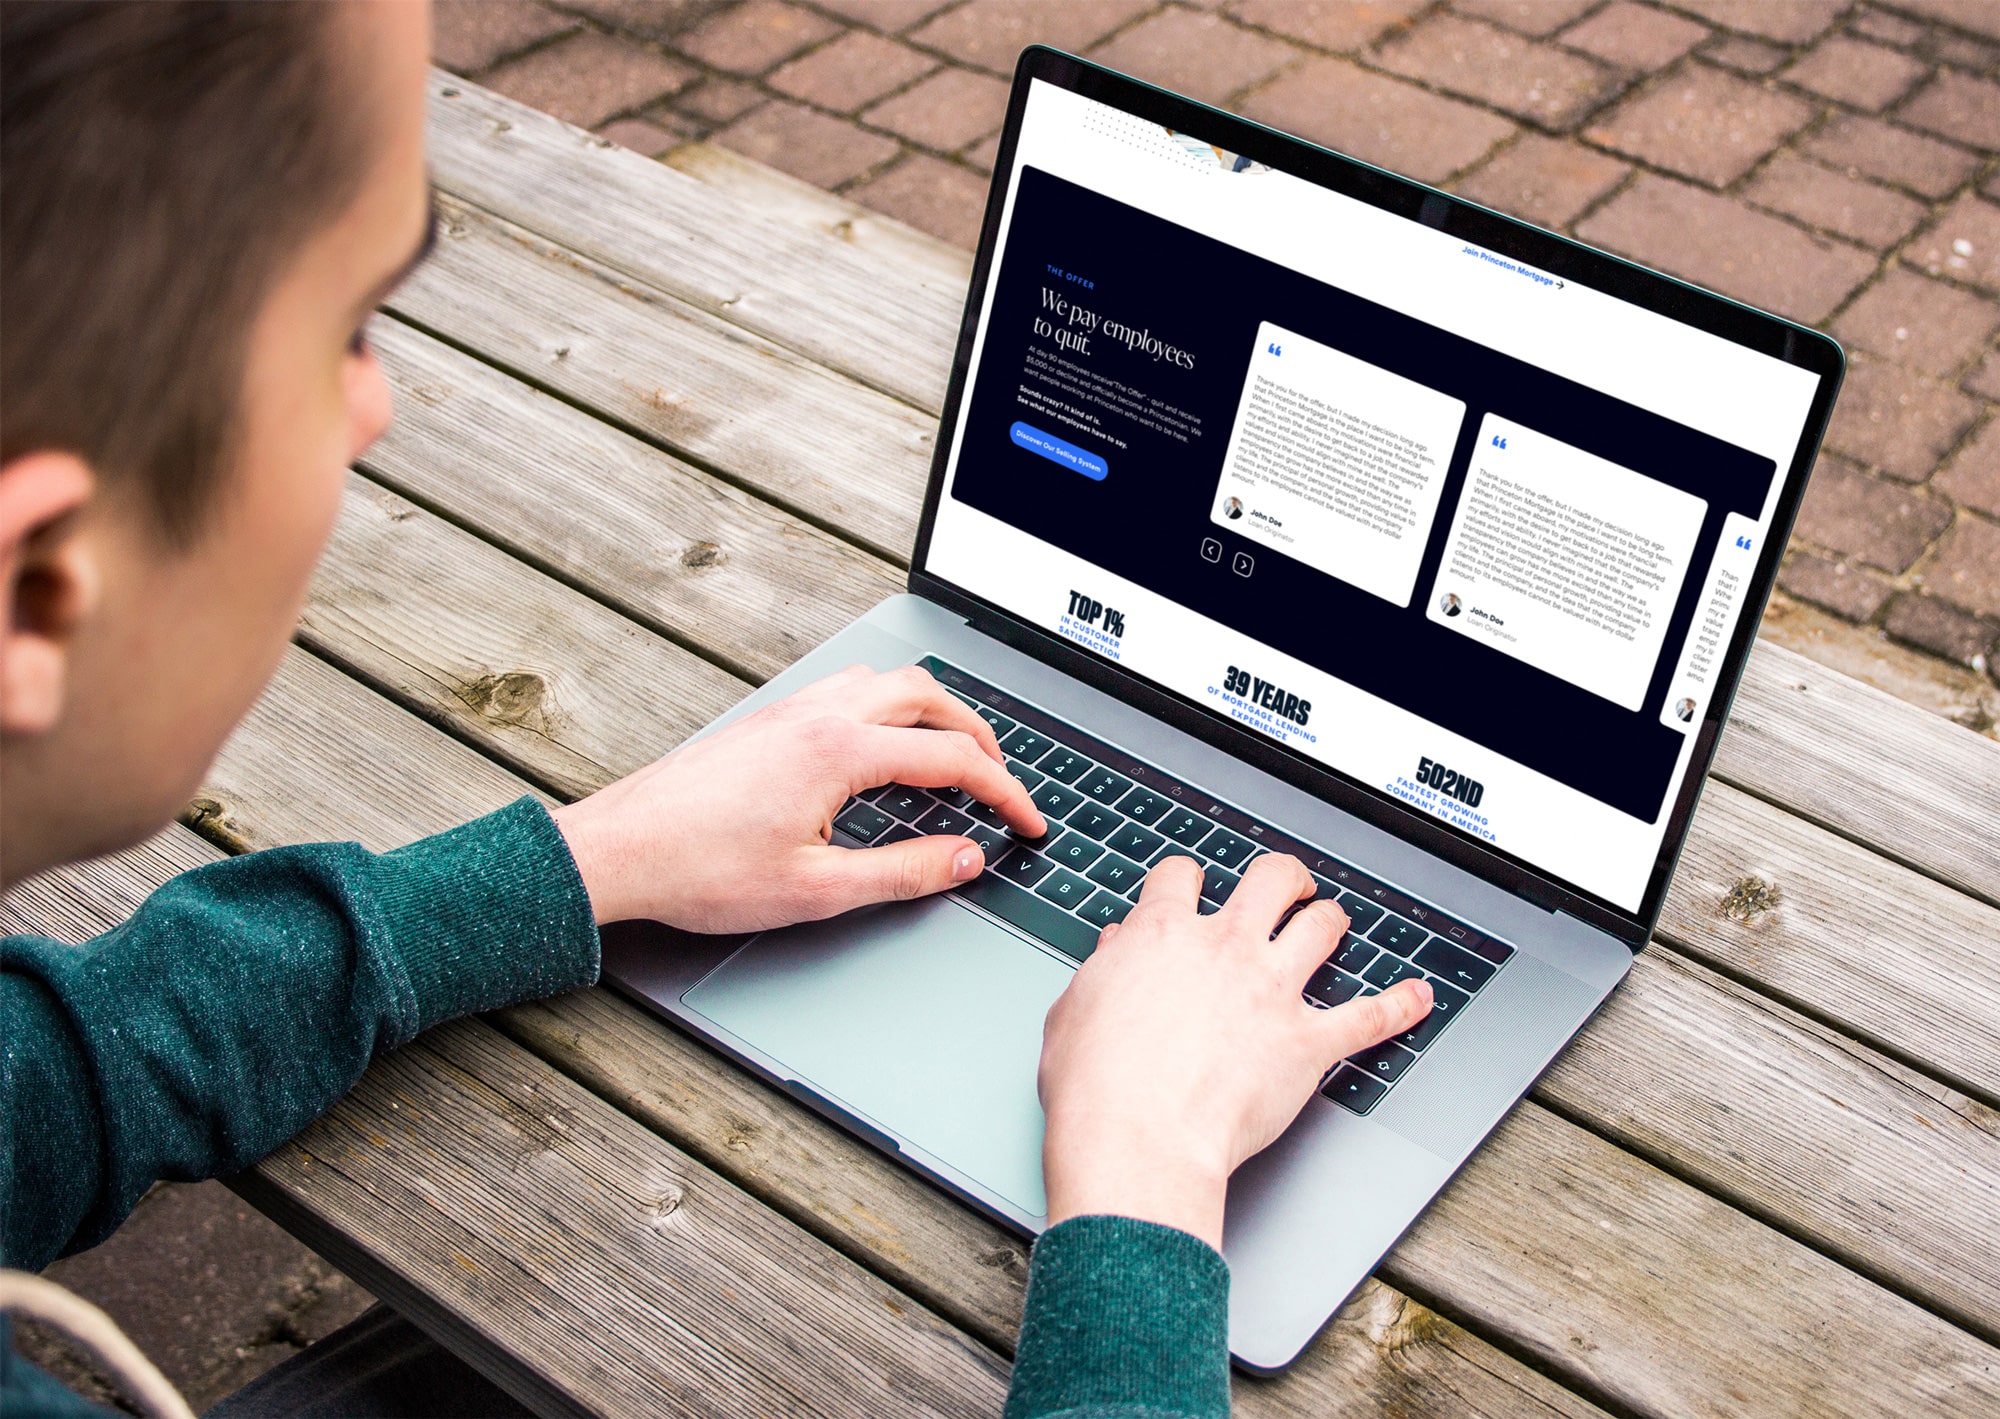 Join Princeton Mortgage →
THE OFFER
We pay employees
to quit.
At day 90 employees receive "The Offer" - quit and receive
$5,000 or decline and officially become a Princetonian. We
want people working at Princeton who want to be here.
Sounds crazy? It kind of is.
See what our employees have to say.
Discover Our Selling System
Thank you for the offer, but I made my decision long ago
that Princeton Mortgage is the place I want to be long term.
When I first came aboard, my motivations were financial
primarily, with the desire to get back to a job that rewarded
my efforts and ability. I never imagined that the company's
values and vision would align with mine as well. The
transparency the company believes in and the way we as
employees can grow has me more excited than any time in
my life. The principal of personal growth, providing value to
clients and the company, and the idea that the company
listens to its employees cannot be valued with any dollar
amount.
John Doe
Loan Originator
Thank you for the offer, but I made my decision long ago
that Princeton Mortgage is the place I want to be long term.
When I first came aboard, my motivations were financial
primarily, with the desire to get back to a job that rewarded
my efforts and ability. I never imagined that the company's
values and vision would align with mine as well. The
transparency the company believes in and the way we as
employees can grow has me more excited than any time in
my life. The principal of personal growth, providing value to
clients and the company, and the idea that the company
listens to its employees cannot be valued with any dollar
amount.
John Doe
Loan Originator
TOP 1%
IN CUSTOMER
SATISFACTION
39 YEARS
OF MORTGAGE LENDING
EXPERIENCE
502ND
FASTEST GROWING
COMPANY IN AMERICA
esc
@
# 3 $ 4 % 5 ^ 6 & 7 * 8
R T Y I
G H
Z X C V B N
alt
option